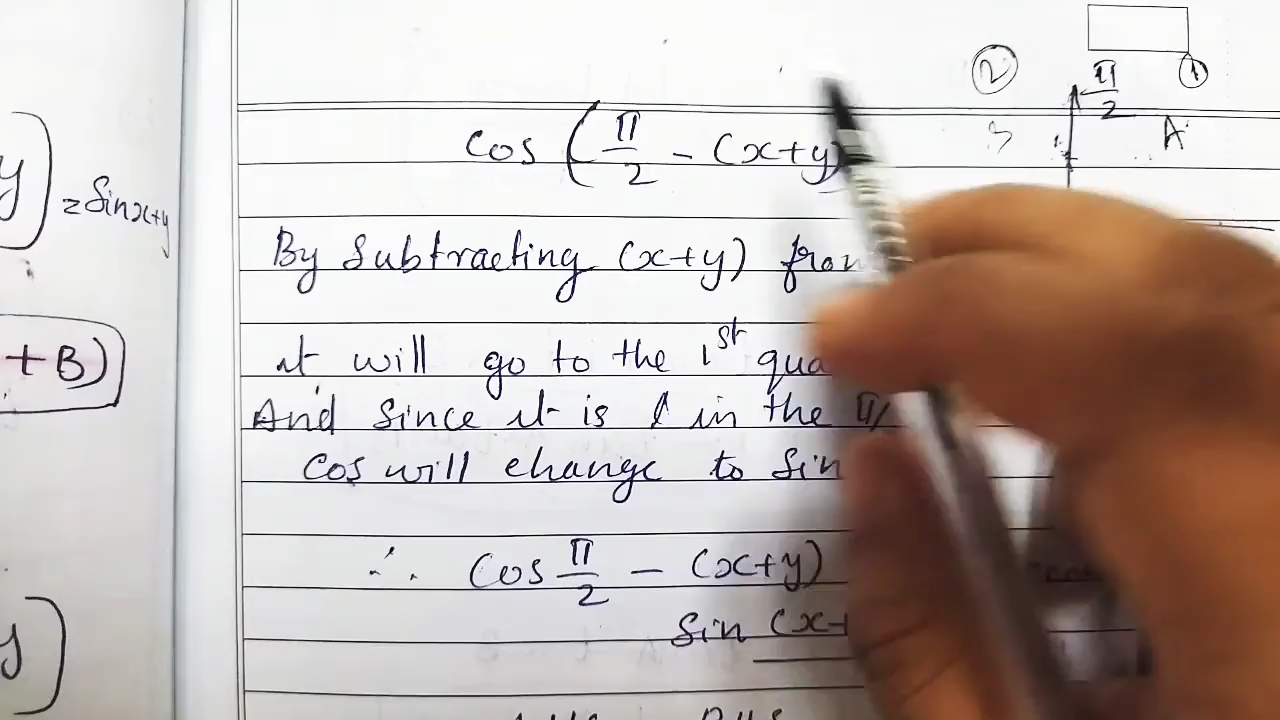 y) = Sin x+y
+ B)
y)
② 
π/2 ①
S A
Cos (π/2 - (x+y)
By Subtracting (x+y) from
it will go to the 1st qua
And Since it is 1 in the π/
Cos will change to Sin
∴ Cos π/2 - (x+y)
Sin (x+